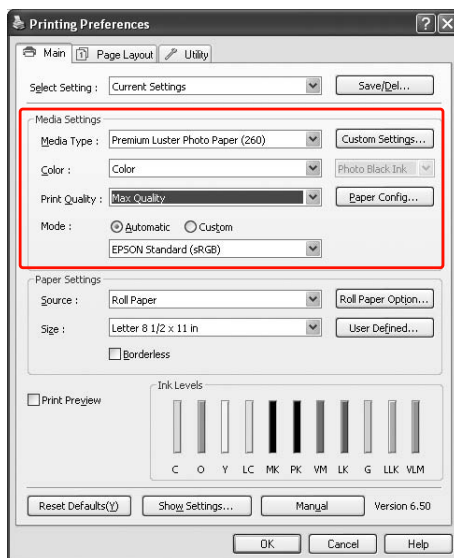 Printing Preferences
Main Page Layout Utility
Select Setting : Current Settings Save/Del...
Media Settings
Media Type : Premium Luster Photo Paper (260) Custom Settings...
Color : Color Photo Black Ink
Print Quality : Max Quality Paper Config...
Mode : Automatic Custom
EPSON Standard (sRGB)
Paper Settings
Source : Roll Paper Roll Paper Option...
Size : Letter 8 1/2 x 11 in User Defined...
Borderless
Print Preview
Ink Levels
C O Y LC MK PK VM LK G LLK VLM
Reset Defaults(Y) Show Settings... Manual Version 6.50
OK Cancel Help